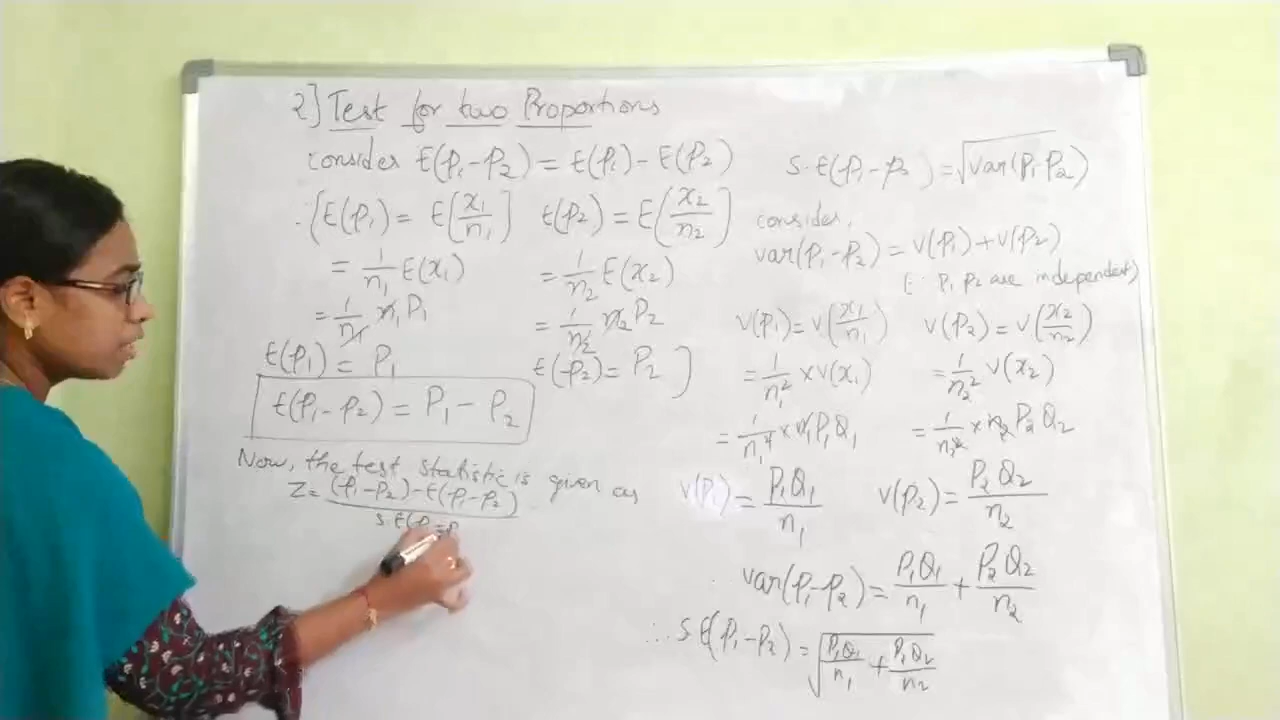 2] Test for two Proportions
consider E(p₁-p₂) = E(p₁) - E(p₂)
∵ [E(p₁) = E(x₁/n₁] E(p₂) = E(x₂/n₂]
= 1/n₁ E(x₁) = 1/n₂ E(x₂)
= 1/n₁ n₁P₁ = 1/n₂ n₂P₂
E(p₁) = P₁ E(p₂) = P₂ ]
E(p₁-p₂) = P₁ - P₂
Now, the test statistic is given as
Z = (p₁-p₂) - E(p₁-p₂)
S.E(p₁-p
S.E(p₁-p₂) = √var(p₁-p₂)
consider,
var(p₁-p₂) = V(p₁) + V(p₂)
(∵ p₁ p₂ are independent)
V(p₁) = V(x₁/n₁) V(p₂) = V(x₂/n₂)
= 1/n₁² × V(x₁) = 1/n₂² V(x₂)
= 1/n₁² × n₁P₁Q₁ = 1/n₂² × n₂P₂Q₂
V(p₁) = P₁Q₁/n₁ V(p₂) = P₂Q₂/n₂
var(p₁-p₂) = P₁Q₁/n₁ + P₂Q₂/n₂
∴ SE(p₁-p₂) = √P₁Q₁/n₁ + P₁Q₂/n₂